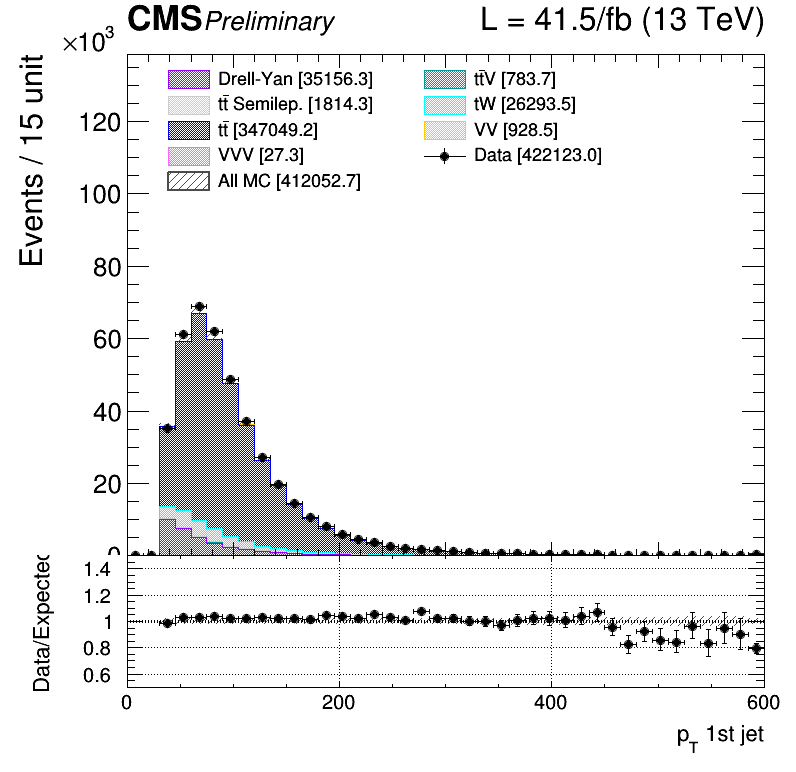 CMS Preliminary L = 41.5/fb (13 TeV)
×10³
Events / 15 unit
Drell-Yan [35156.3]
tt̄ Semilep. [1814.3]
tt̄ [347049.2]
VVV [27.3]
All MC [412052.7]
tt̄V [783.7]
tW [26293.5]
VV [928.5]
Data [422123.0]
120
100
80
60
40
20
0
Data/Expected
1.4
1.2
1
0.8
0.6
0 200 400 600
p_T 1st jet